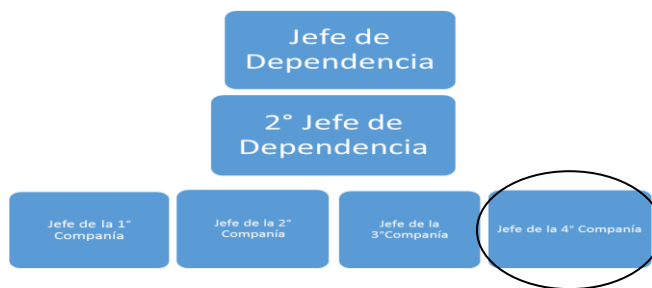 Jefe de
Dependencia
2° Jefe de
Dependencia
Jefe de la 1°
Companía
Jefe de la 2°
Companía
Jefe de la
3°Companía
Jefe de la 4° Companía